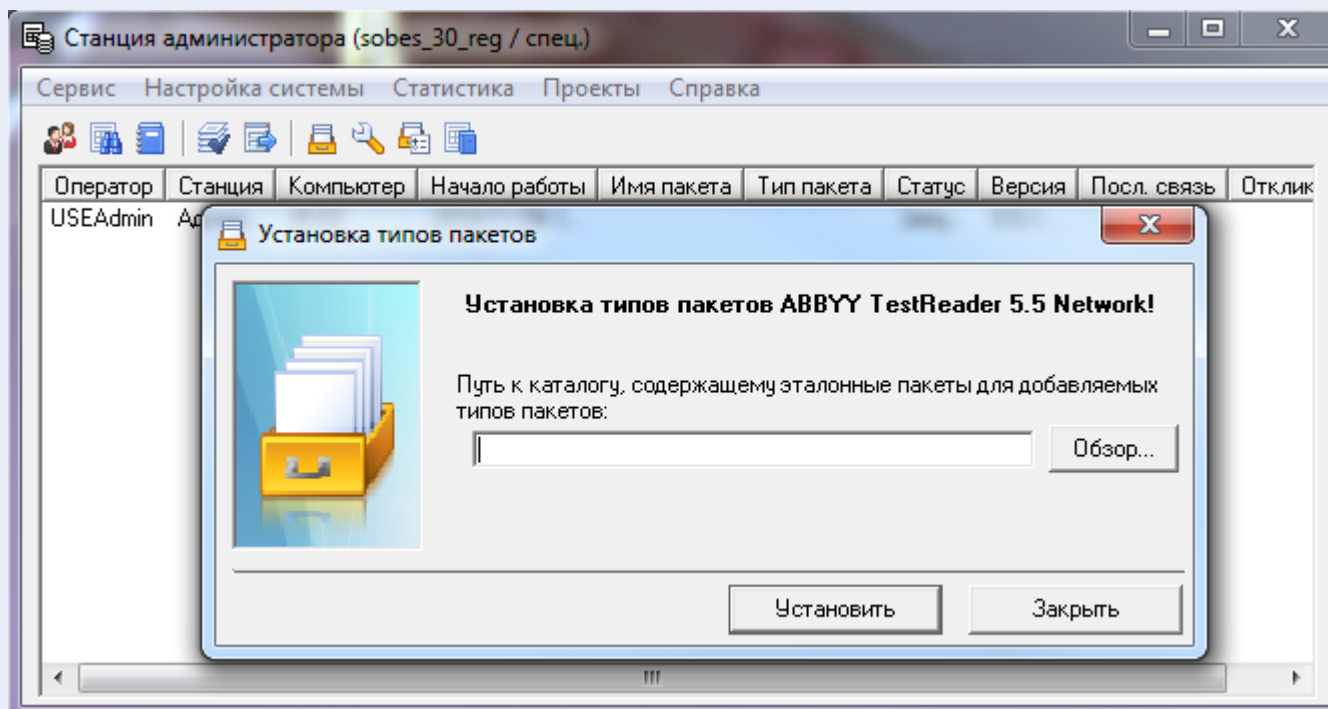 Станция администратора (sobes_30_reg / спец.)
Сервис Настройка системы Статистика Проекты Справка
Оператор Станция Компьютер Начало работы Имя пакета Тип пакета Статус Версия Посл. связь Отклик
USEAdmin
Установка типов пакетов
Установка типов пакетов ABBYY TestReader 5.5 Network!
Путь к каталогу, содержащему эталонные пакеты для добавляемых
типов пакетов:
Обзор...
Установить Закрыть